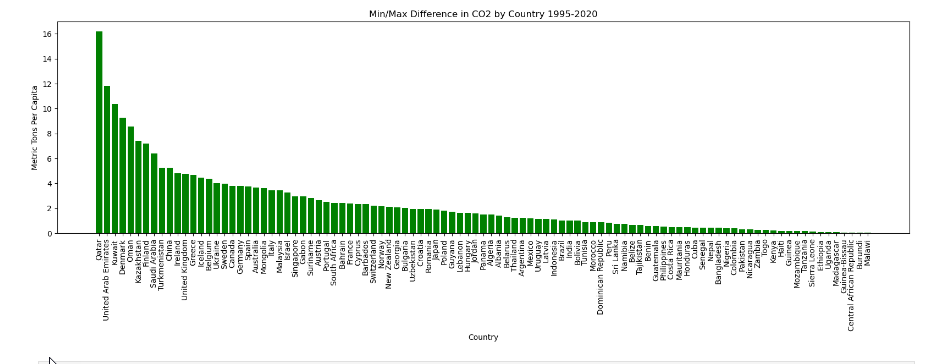 Min/Max Difference in CO2 by Country 1995-2020
Metric Tons Per Capita
16
14
12
10
8
6
4
2
0
Qatar
United Arab Emirates
Kuwait
Denmark
Oman
Kazakhstan
Finland
Saudi Arabia
Turkmenistan
China
Ireland
United Kingdom
Greece
Iceland
Belgium
Ukraine
Sweden
Canada
Germany
Spain
Australia
Mongolia
Italy
Malaysia
Israel
Singapore
Gabon
Suriname
Austria
Portugal
South Africa
Bahrain
France
Cyprus
Barbados
Switzerland
Norway
New Zealand
Georgia
Bulgaria
Uzbekistan
Croatia
Romania
Japan
Poland
Guyana
Lebanon
Hungary
Jordan
Panama
Algeria
Albania
Belarus
Thailand
Argentina
Mexico
Uruguay
Latvia
Indonesia
Brazil
India
Bolivia
Tunisia
Morocco
Dominican Republic
Peru
Sri Lanka
Namibia
Belize
Tajikistan
Benin
Guatemala
Philippines
Costa Rica
Mauritania
Honduras
Cuba
Senegal
Nepal
Bangladesh
Nigeria
Colombia
Pakistan
Nicaragua
Zambia
Togo
Kenya
Haiti
Guinea
Mozambique
Tanzania
Sierra Leone
Ethiopia
Uganda
Madagascar
Guinea-Bissau
Central African Republic
Burundi
Malawi
Country